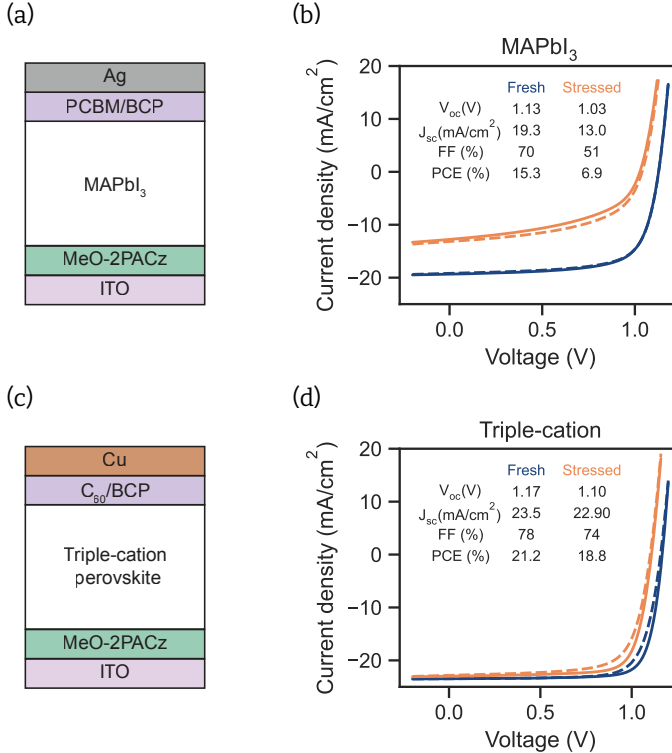 (a)
Ag
PCBM/BCP
MAPbI₃
MeO-2PACz
ITO
(b)
MAPbI₃
Current density (mA/cm²)
20
10
0
−10
−20
Fresh Stressed
Vₒc(V) 1.13 1.03
Jₛc(mA/cm²) 19.3 13.0
FF (%) 70 51
PCE (%) 15.3 6.9
0.0 0.5 1.0
Voltage (V)
(c)
Cu
C₆₀/BCP
Triple-cation
perovskite
MeO-2PACz
ITO
(d)
Triple-cation
Current density (mA/cm²)
20
10
0
−10
−20
Fresh Stressed
Vₒc(V) 1.17 1.10
Jₛc(mA/cm²) 23.5 22.90
FF (%) 78 74
PCE (%) 21.2 18.8
0.0 0.5 1.0
Voltage (V)